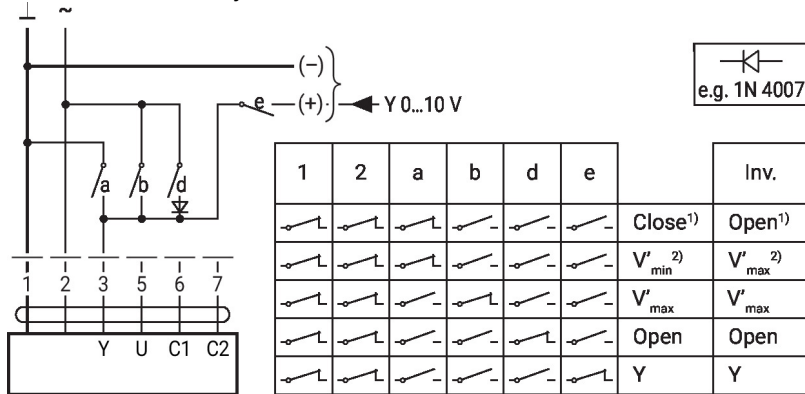 ⊥ ~
(–)
e (+) Y 0...10 V
e.g. 1N 4007
a b d
1 2 3 5 6 7
Y U C1 C2
1 2 a b d e Inv.
Close¹⁾ Open¹⁾
V'min²⁾ V'max²⁾
V'max V'max
Open Open
Y Y